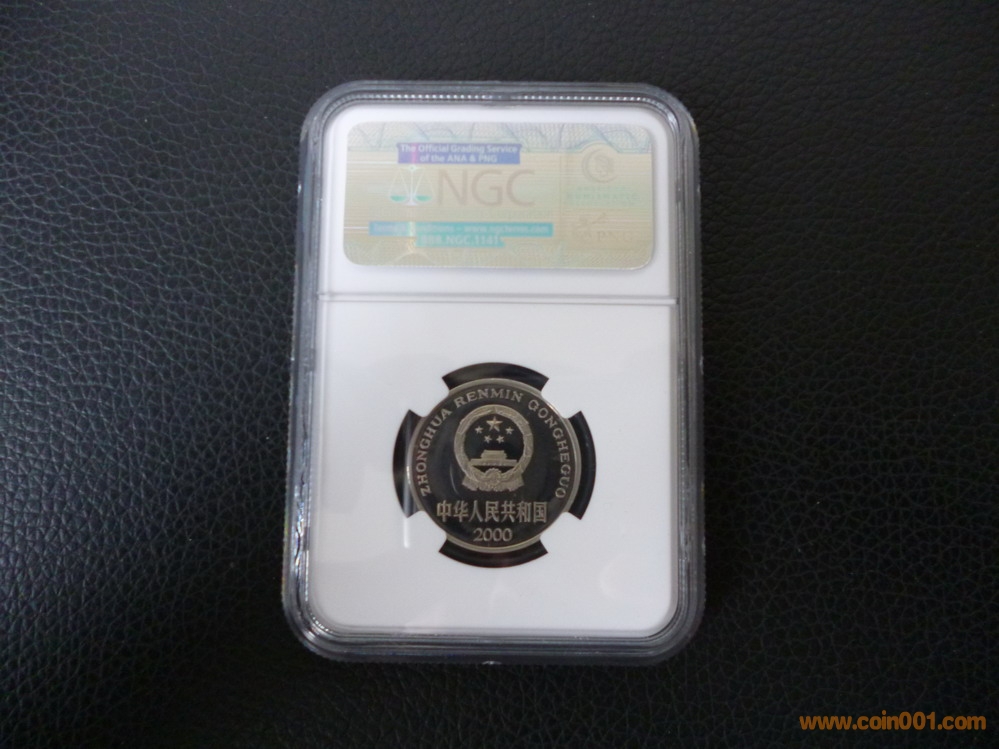 The Official Grading Service
of the ANA & PNG
NGC
ZHONGHUA RENMIN GONGHEGUO
中华人民共和国
2000
www.coin001.com